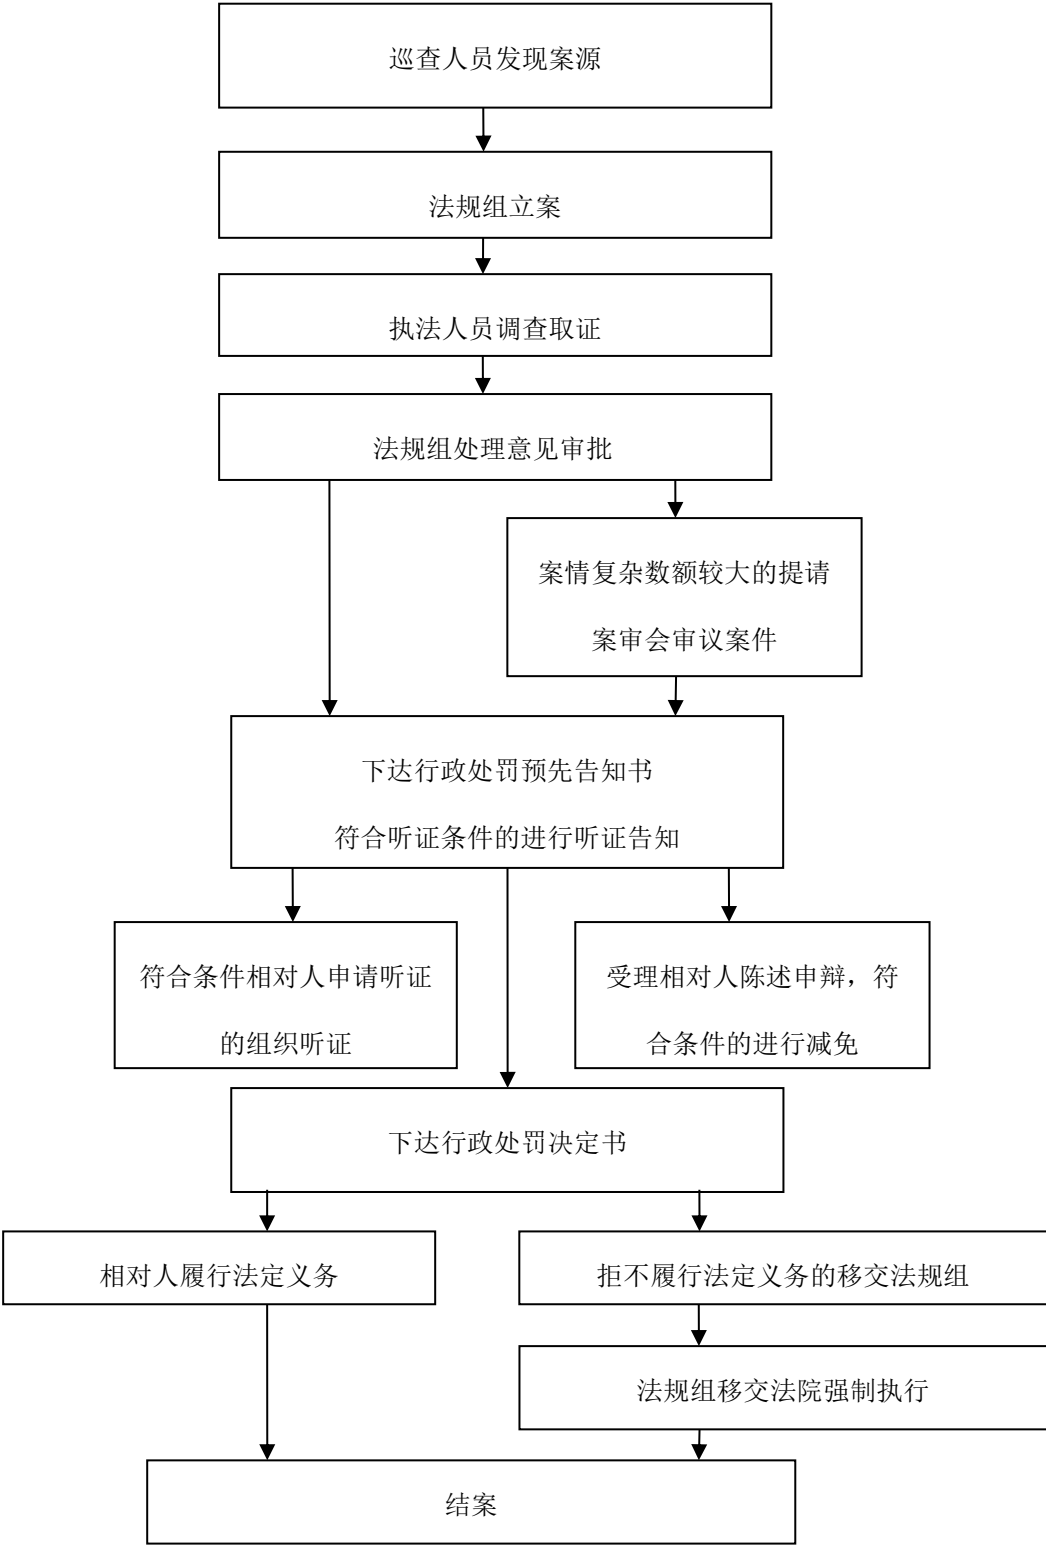 巡查人员发现案源
法规组立案
执法人员调查取证
法规组处理意见审批
案情复杂数额较大的提请
案审会审议案件
下达行政处罚预先告知书
符合听证条件的进行听证告知
符合条件相对人申请听证
的组织听证
受理相对人陈述申辩，符
合条件的进行减免
下达行政处罚决定书
相对人履行法定义务
拒不履行法定义务的移交法规组
法规组移交法院强制执行
结案